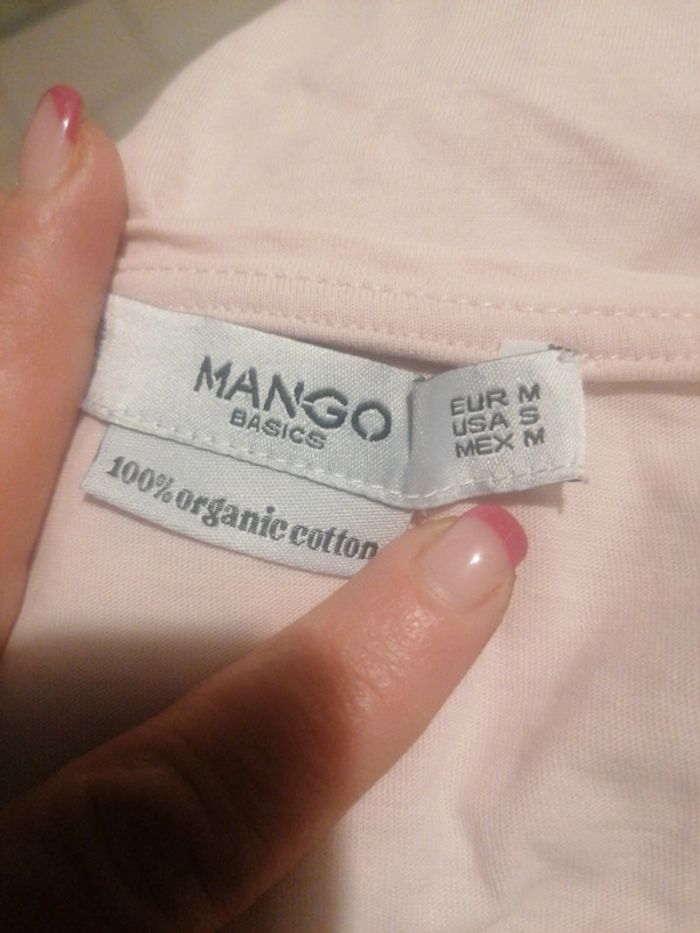 MANGO
BASICS
EUR M
USA S
MEX M
100% organic cotton